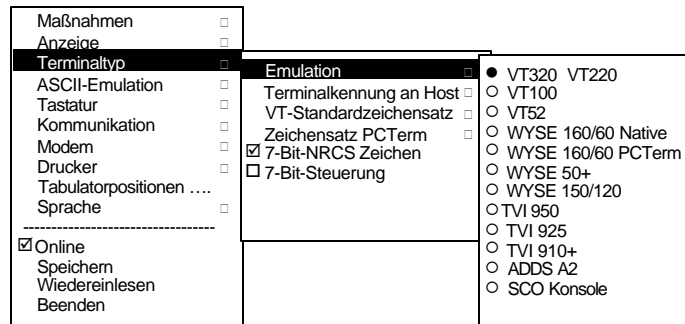 Maßnahmen
Anzeige
Terminaltyp
ASCII-Emulation
Tastatur
Kommunikation
Modem
Drucker
Tabulatorpositionen ….
Sprache
----------------------------------
☑ Online
Speichern
Wiedereinlesen
Beenden
Emulation
Terminalkennung an Host
VT-Standardzeichensatz
Zeichensatz PCTerm
☑ 7-Bit-NRCS Zeichen
☐ 7-Bit-Steuerung
● VT320 VT220
○ VT100
○ VT52
○ WYSE 160/60 Native
○ WYSE 160/60 PCTerm
○ WYSE 50+
○ WYSE 150/120
○ TVI 950
○ TVI 925
○ TVI 910+
○ ADDS A2
○ SCO Konsole